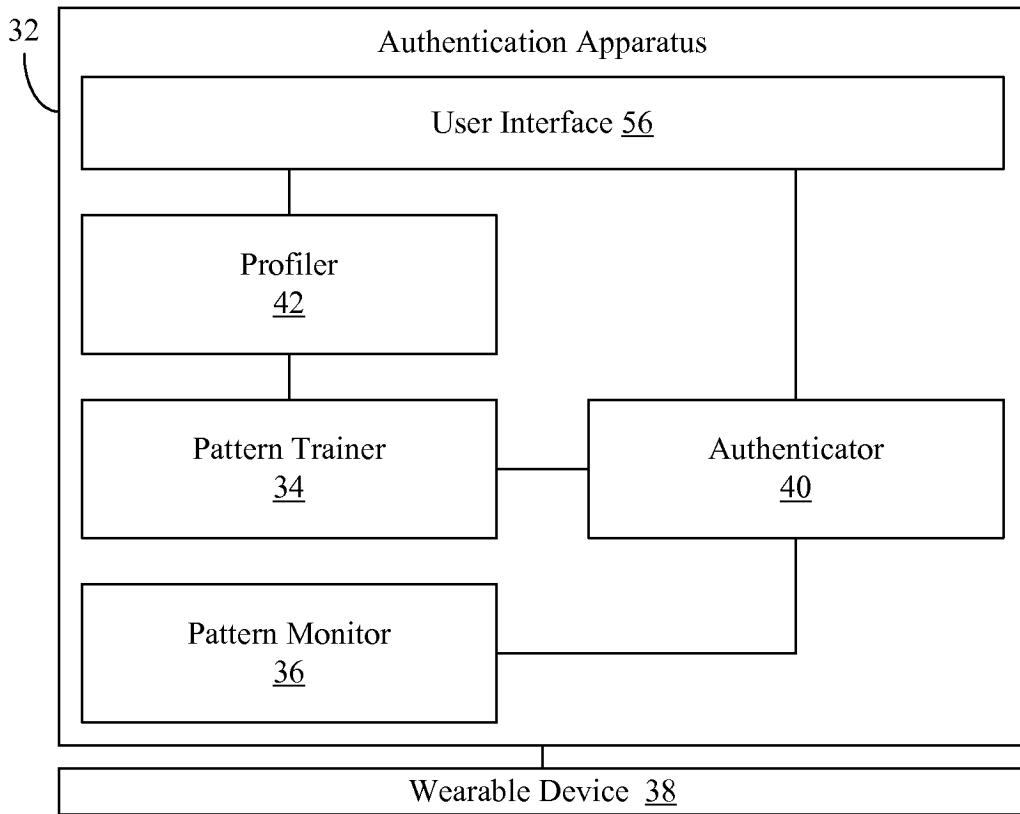 32
Authentication Apparatus
User Interface 56
Profiler
42
Pattern Trainer
34
Authenticator
40
Pattern Monitor
36
Wearable Device 38